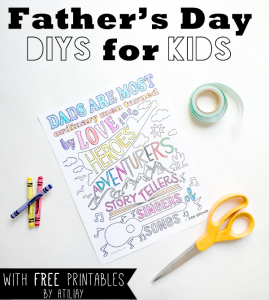 Father's Day
DIYS for KIDS
DADS ARE MOST
ordinary men turned
by LOVE into
HEROES,
ADVENTURERS,
STORY TELLERS,
SINGERS
of SONGS
WITH FREE PRINTABLES
BY ATILIAY